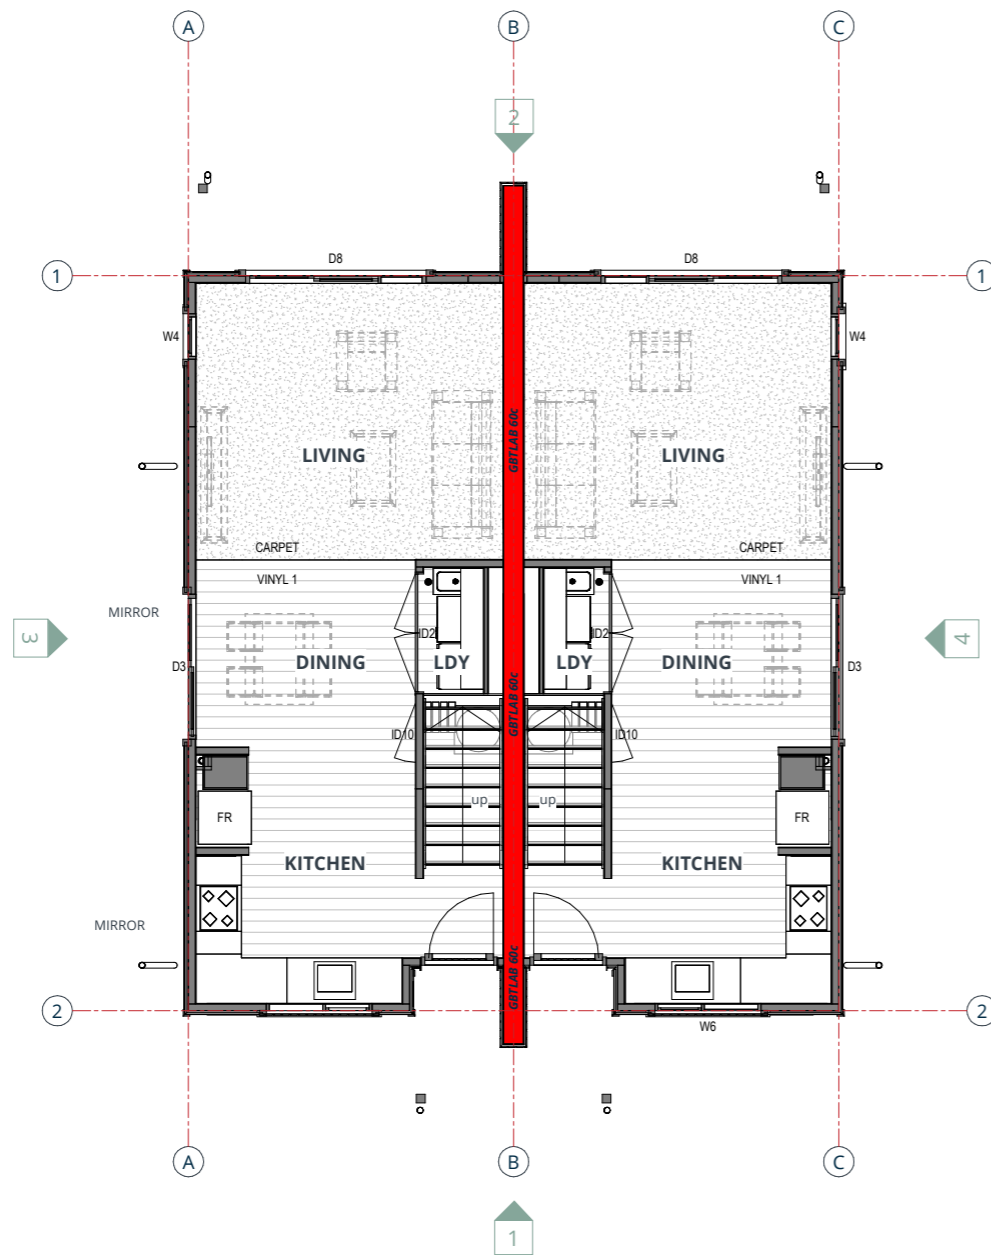 A B C
2
D8 D8
1 1
W4 W4
GBTLAB 60c
LIVING LIVING
CARPET CARPET
VINYL 1 VINYL 1
MIRROR
3 4
ID2 ID2
D3 DINING LDY LDY DINING D3
GBTLAB 60c
ID10 ID10
up up
FR FR
KITCHEN KITCHEN
MIRROR
GBTLAB 60c
2 2
W6
A B C
1